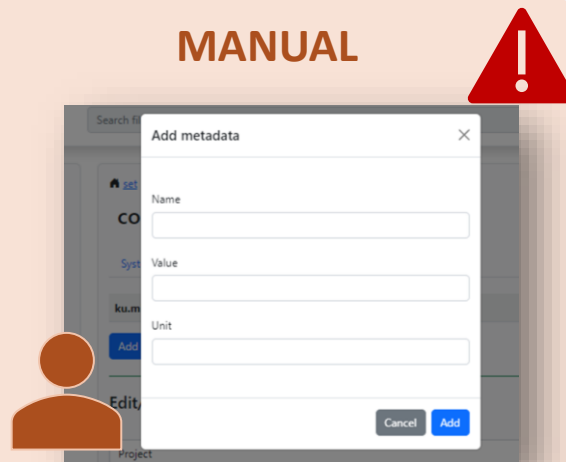 MANUAL
Search fil
Add metadata
set
Name
CO
Value
Syst
ku.m
Unit
Add
Edit/
Cancel
Add
Project